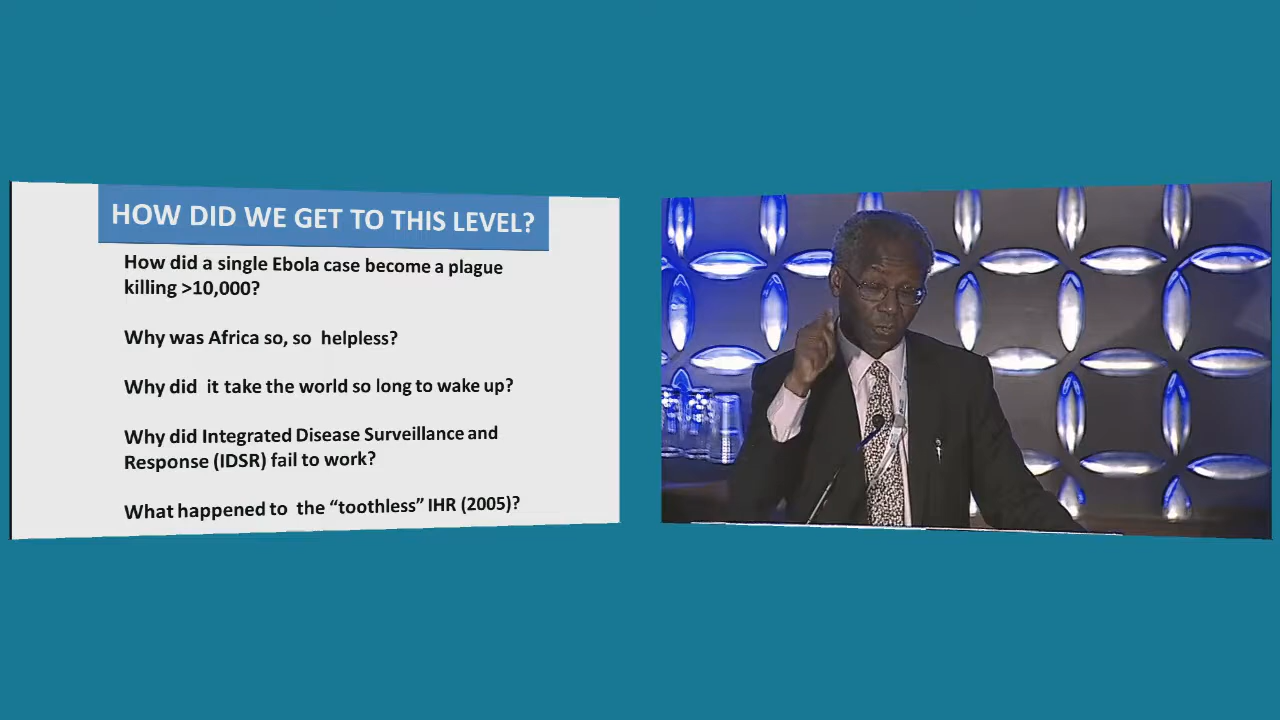 HOW DID WE GET TO THIS LEVEL?
How did a single Ebola case become a plague
killing >10,000?
Why was Africa so, so helpless?
Why did it take the world so long to wake up?
Why did Integrated Disease Surveillance and
Response (IDSR) fail to work?
What happened to the “toothless” IHR (2005)?